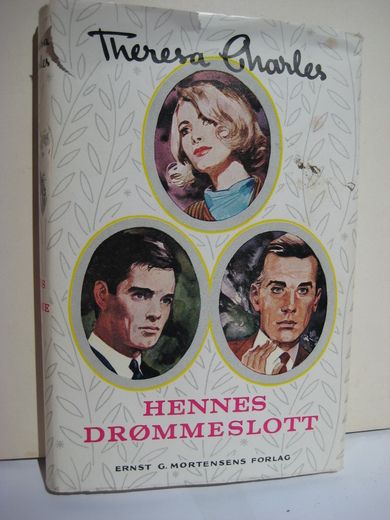 Theresa Charles
HENNES
DRØMMESLOTT
ERNST G. MORTENSENS FORLAG